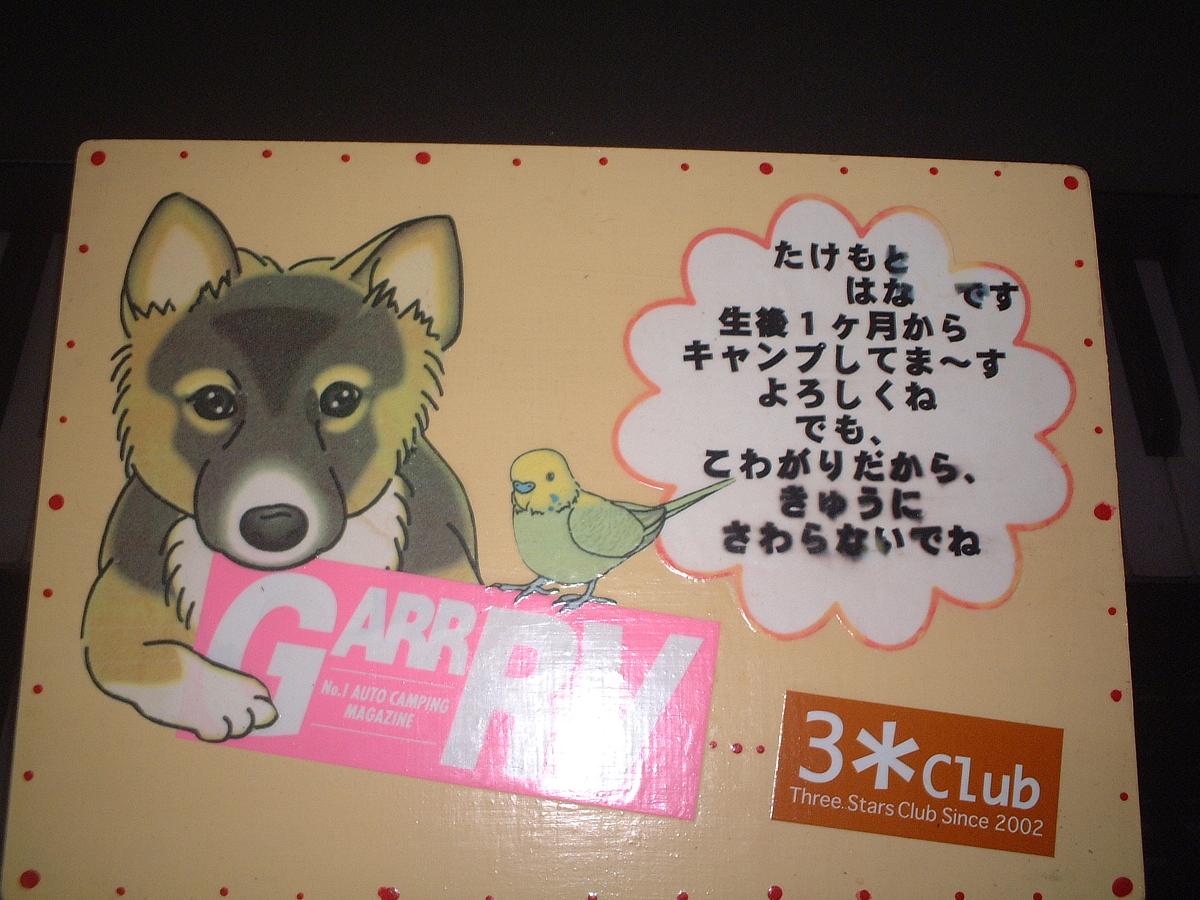 たけもと
はな です
生後１ヶ月から
キャンプしてま〜す
よろしくね
でも、
こわがりだから、
きゅうに
さわらないでね
GARRRV
No.1 AUTO CAMPING
MAGAZINE
3*Club
Three Stars Club Since 2002